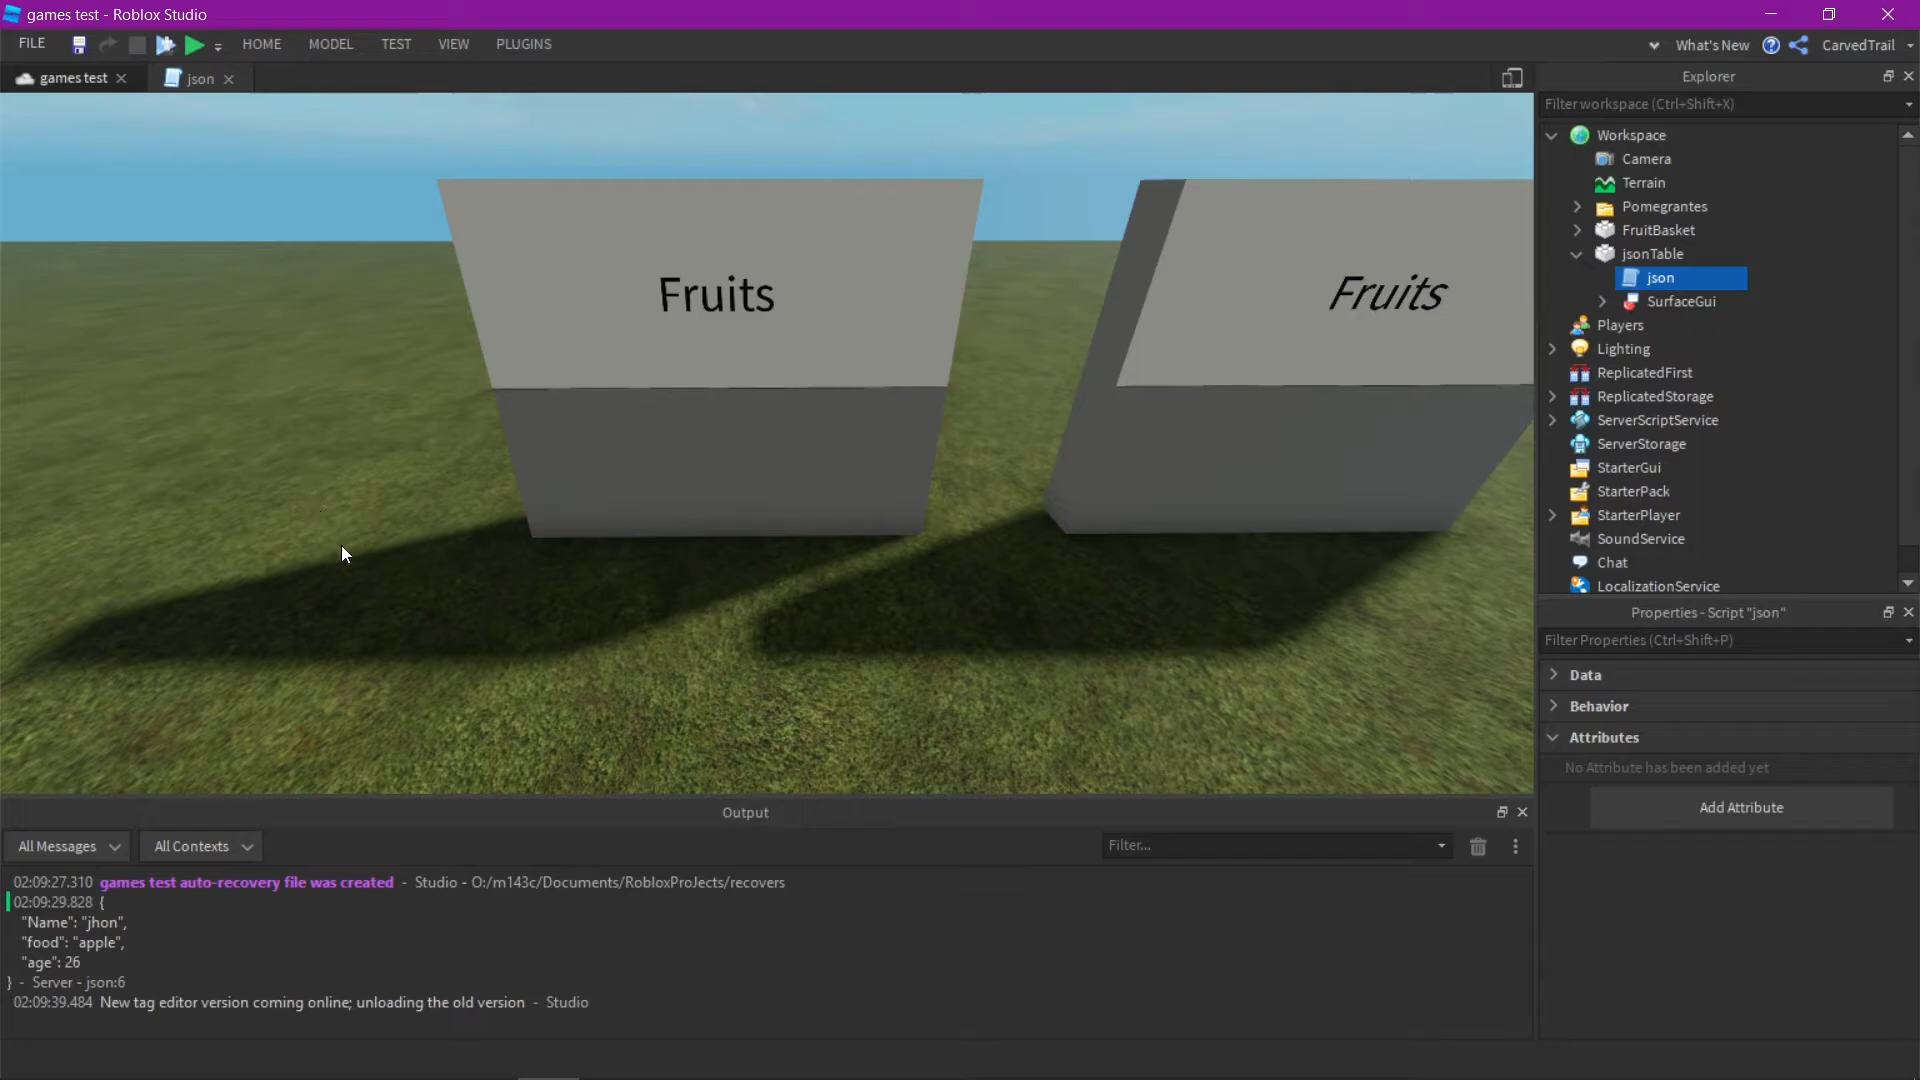 games test - Roblox Studio
FILE HOME MODEL TEST VIEW PLUGINS What's New CarvedTrail
games test json
Explorer
Filter workspace (Ctrl+Shift+X)
Workspace
Camera
Terrain
Pomegrantes
FruitBasket
jsonTable
json
SurfaceGui
Players
Lighting
ReplicatedFirst
ReplicatedStorage
ServerScriptService
ServerStorage
StarterGui
StarterPack
StarterPlayer
SoundService
Chat
LocalizationService
Fruits
Fruits
Properties - Script "json"
Filter Properties (Ctrl+Shift+P)
Data
Behavior
Attributes
No Attribute has been added yet
Add Attribute
Output
All Messages All Contexts Filter...
02:09:27.310 games test auto-recovery file was created - Studio - O:/m143c/Documents/RobloxProJects/recovers
02:09:29.828 {
"Name": "jhon",
"food": "apple",
"age": 26
} - Server - json:6
02:09:39.484 New tag editor version coming online; unloading the old version - Studio